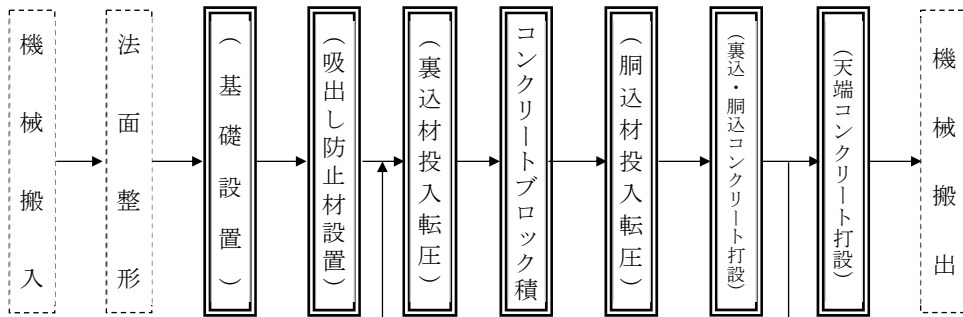 機械搬入
法面整形
（基礎設置）
（吸出し防止材設置）
（裏込材投入転圧）
コンクリートブロック積
（胴込材投入転圧）
（裏込・胴込コンクリート打設）
（天端コンクリート打設）
機械搬出